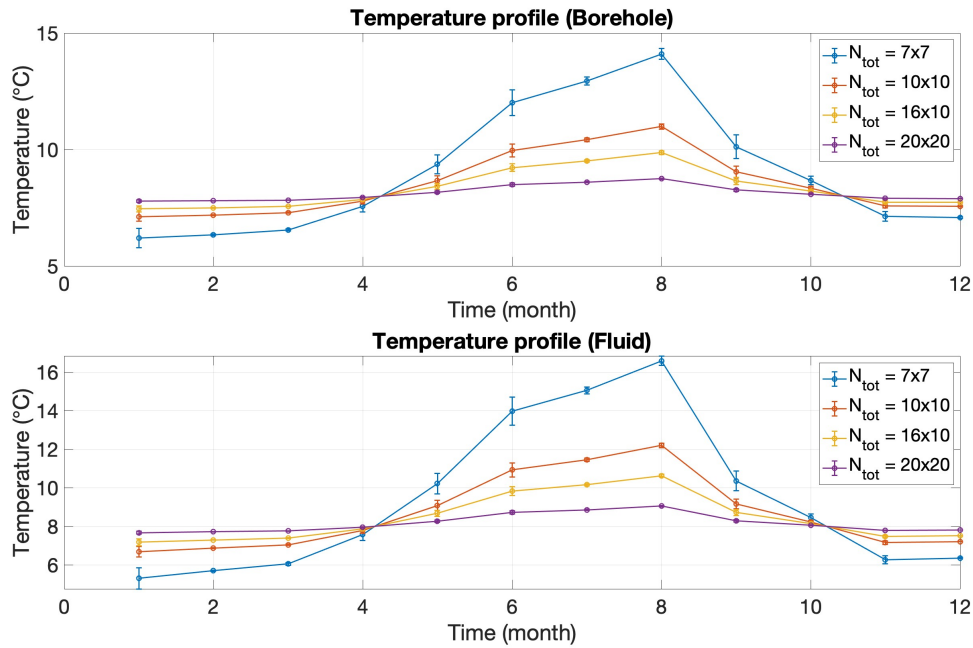 Temperature profile (Borehole)
15
10
5
Temperature (°C)
N_tot = 7x7
N_tot = 10x10
N_tot = 16x10
N_tot = 20x20
0 2 4 6 8 10 12
Time (month)
Temperature profile (Fluid)
16
14
12
10
8
6
Temperature (°C)
N_tot = 7x7
N_tot = 10x10
N_tot = 16x10
N_tot = 20x20
0 2 4 6 8 10 12
Time (month)